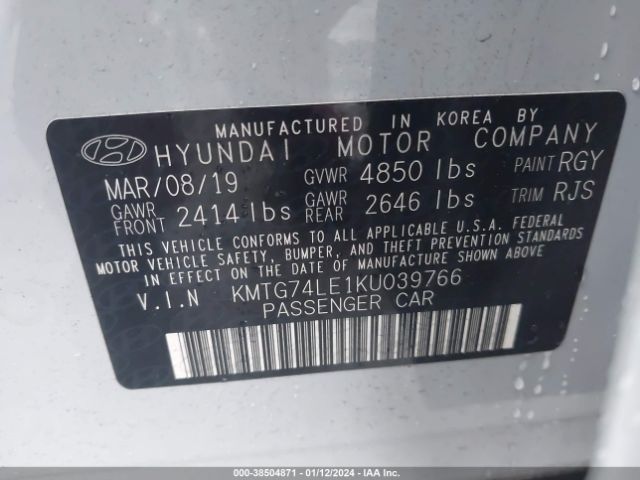 MANUFACTURED IN KOREA BY
HYUNDAI MOTOR COMPANY
MAR/08/19 GVWR 4850 lbs PAINT RGY
GAWR FRONT 2414 lbs GAWR REAR 2646 lbs TRIM RJS
THIS VEHICLE CONFORMS TO ALL APPLICABLE U.S.A. FEDERAL
MOTOR VEHICLE SAFETY, BUMPER, AND THEFT PREVENTION STANDARDS
IN EFFECT ON THE DATE OF MANUFACTURE SHOWN ABOVE.
V.I.N KMTG74LE1KU039766
PASSENGER CAR
000-38504871 - 01/12/2024 - IAA Copart